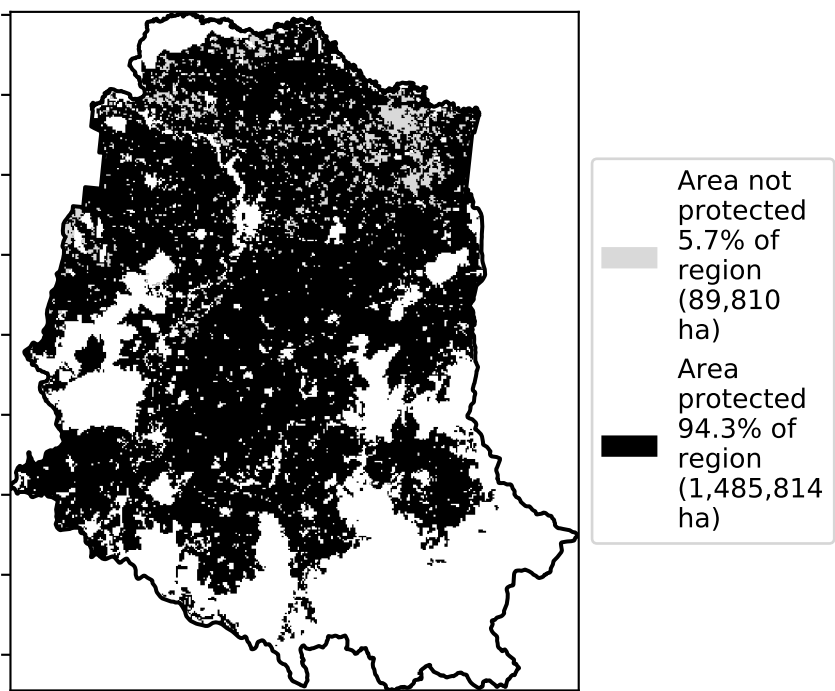 Area not
protected
5.7% of
region
(89,810
ha)
Area
protected
94.3% of
region
(1,485,814
ha)